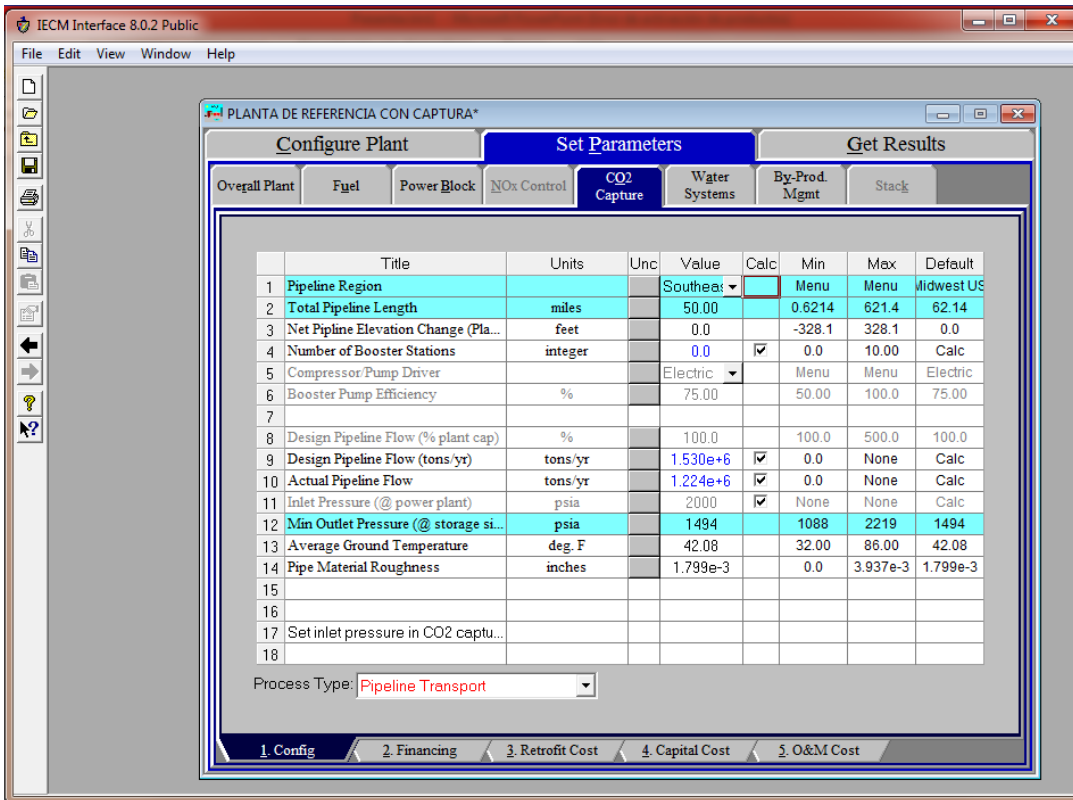 IECM Interface 8.0.2 Public
File Edit View Window Help
PLANTA DE REFERENCIA CON CAPTURA*
Configure Plant Set Parameters Get Results
Overall Plant Fuel Power Block NOx Control CO2 Capture Water Systems By-Prod. Mgmt Stack
Title Units Unc Value Calc Min Max Default
1 Pipeline Region Southeas Menu Menu Midwest US
2 Total Pipeline Length miles 50.00 0.6214 621.4 62.14
3 Net Pipline Elevation Change (Pla... feet 0.0 -328.1 328.1 0.0
4 Number of Booster Stations integer 0.0 0.0 10.00 Calc
5 Compressor/Pump Driver Electric Menu Menu Electric
6 Booster Pump Efficiency % 75.00 50.00 100.0 75.00
7
8 Design Pipeline Flow (% plant cap) % 100.0 100.0 500.0 100.0
9 Design Pipeline Flow (tons/yr) tons/yr 1.530e+6 0.0 None Calc
10 Actual Pipeline Flow tons/yr 1.224e+6 0.0 None Calc
11 Inlet Pressure (@ power plant) psia 2000 None None Calc
12 Min Outlet Pressure (@ storage si... psia 1494 1088 2219 1494
13 Average Ground Temperature deg. F 42.08 32.00 86.00 42.08
14 Pipe Material Roughness inches 1.799e-3 0.0 3.937e-3 1.799e-3
15
16
17 Set inlet pressure in CO2 captu...
18
Process Type: Pipeline Transport
1. Config 2. Financing 3. Retrofit Cost 4. Capital Cost 5. O&M Cost